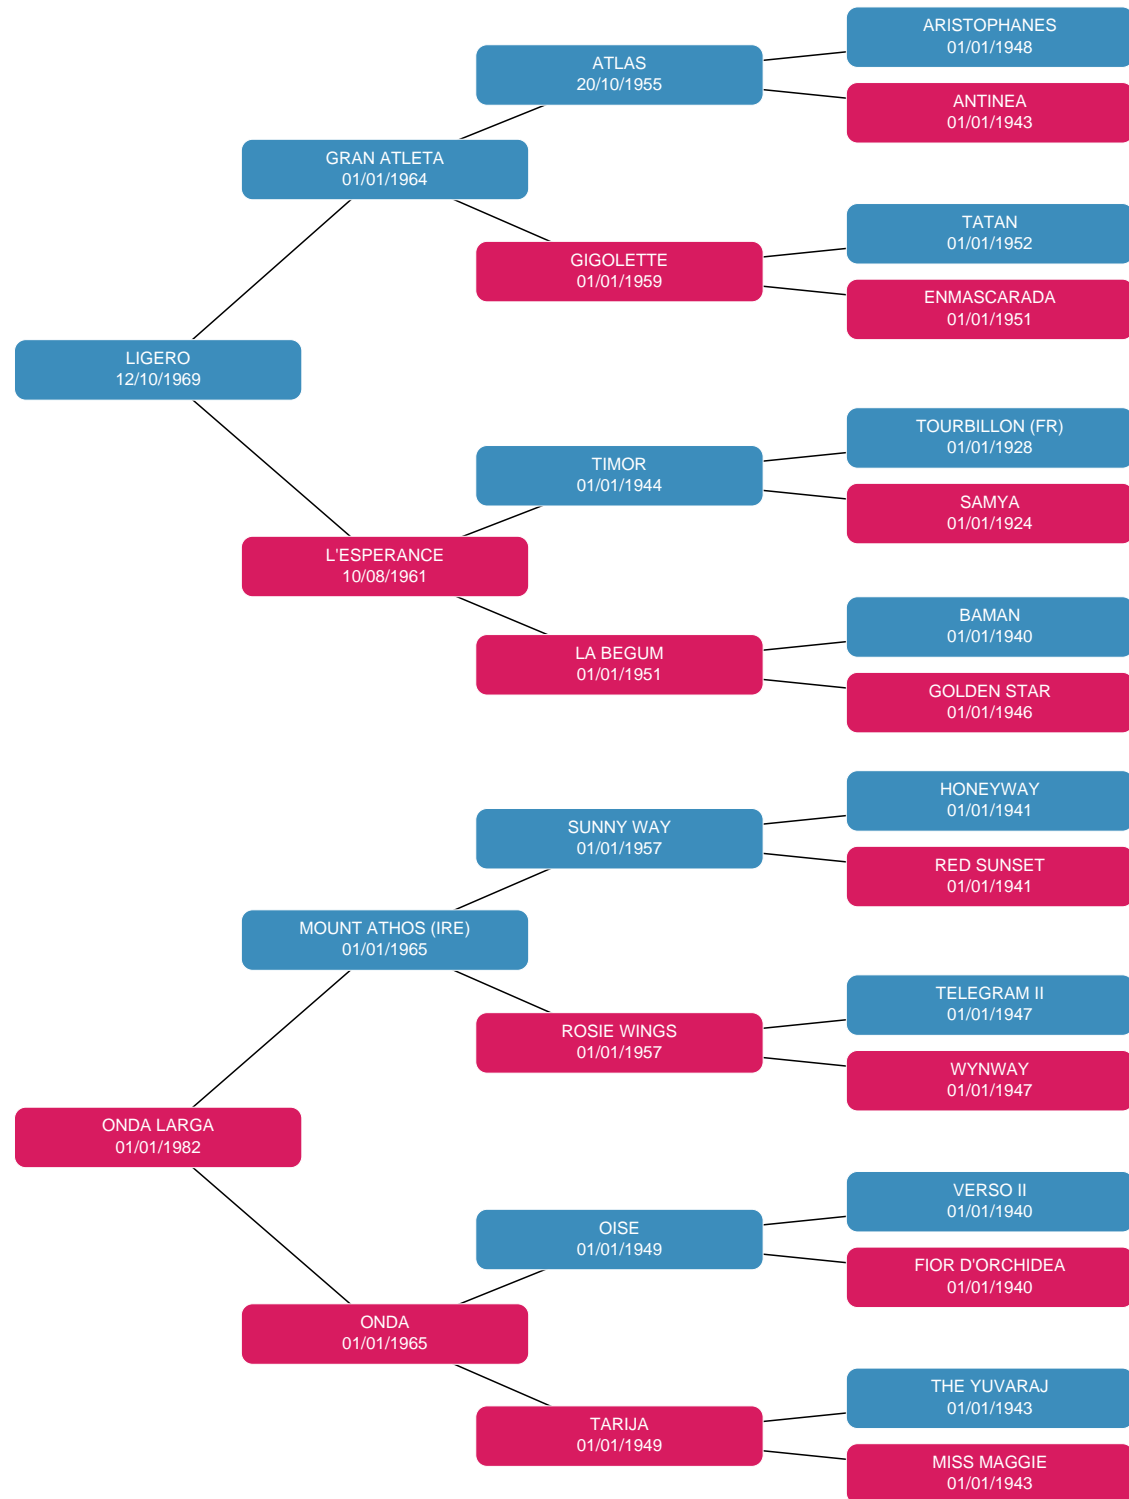 ARISTOPHANES
01/01/1948
ATLAS
20/10/1955
ANTINEA
01/01/1943
GRAN ATLETA
01/01/1964
TATAN
01/01/1952
GIGOLETTE
01/01/1959
ENMASCARADA
01/01/1951
LIGERO
12/10/1969
TOURBILLON (FR)
01/01/1928
TIMOR
01/01/1944
SAMYA
01/01/1924
L'ESPERANCE
10/08/1961
BAMAN
01/01/1940
LA BEGUM
01/01/1951
GOLDEN STAR
01/01/1946
HONEYWAY
01/01/1941
SUNNY WAY
01/01/1957
RED SUNSET
01/01/1941
MOUNT ATHOS (IRE)
01/01/1965
TELEGRAM II
01/01/1947
ROSIE WINGS
01/01/1957
WYNWAY
01/01/1947
ONDA LARGA
01/01/1982
VERSO II
01/01/1940
OISE
01/01/1949
FIOR D'ORCHIDEA
01/01/1940
ONDA
01/01/1965
THE YUVARAJ
01/01/1943
TARIJA
01/01/1949
MISS MAGGIE
01/01/1943